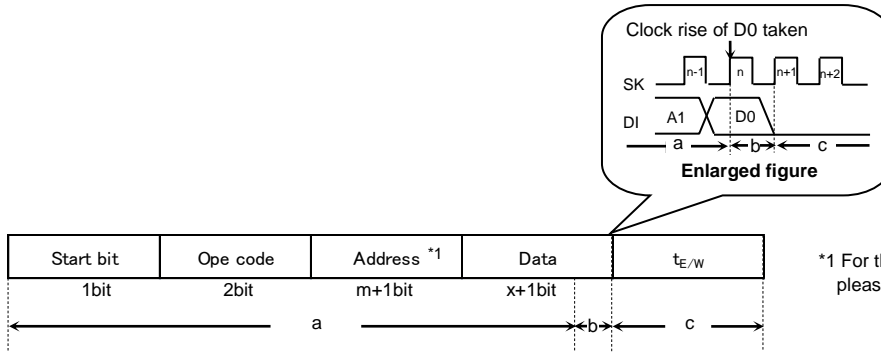 Clock rise of D0 taken
SK n-1 n n+1 n+2
DI A1 D0
a b c
Enlarged figure
Start bit Ope code Address *1 Data tE/W
1bit 2bit m+1bit x+1bit
a b c
*1 For th
pleas